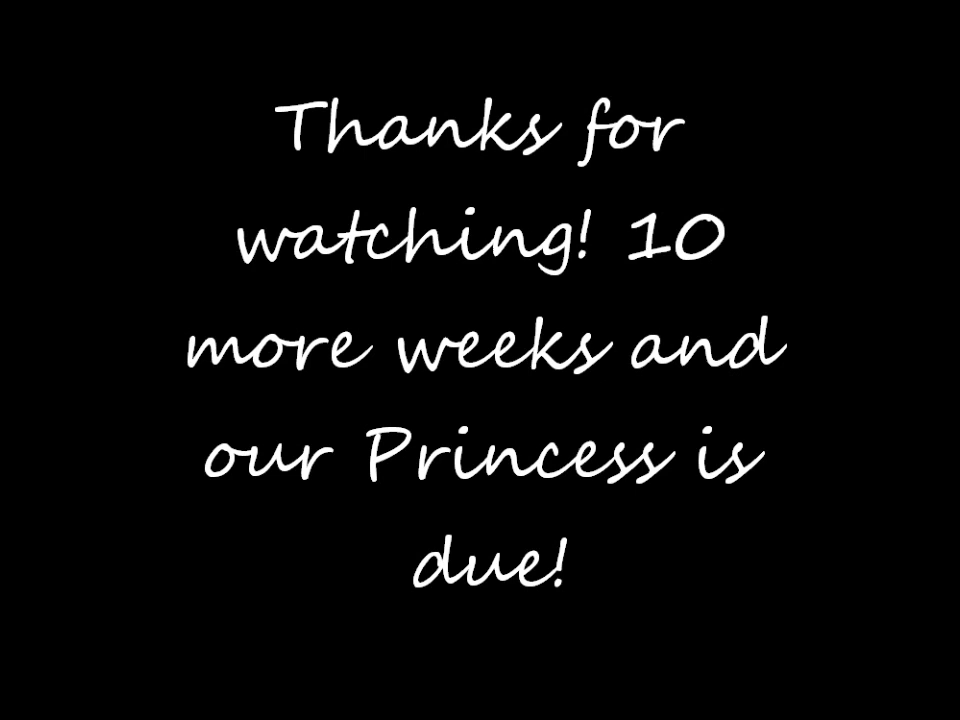 Thanks for
watching! 10
more weeks and
our Princess is
due!